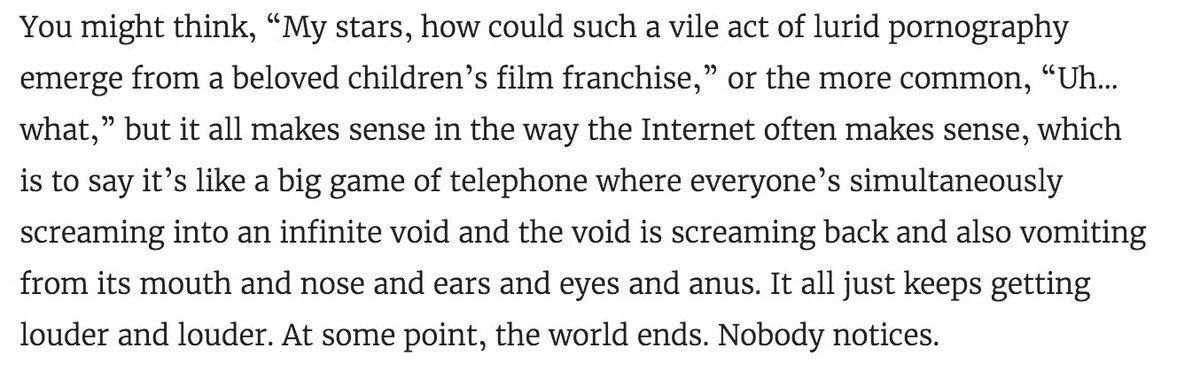 You might think, “My stars, how could such a vile act of lurid pornography
emerge from a beloved children’s film franchise,” or the more common, “Uh...
what,” but it all makes sense in the way the Internet often makes sense, which
is to say it’s like a big game of telephone where everyone’s simultaneously
screaming into an infinite void and the void is screaming back and also vomiting
from its mouth and nose and ears and eyes and anus. It all just keeps getting
louder and louder. At some point, the world ends. Nobody notices.